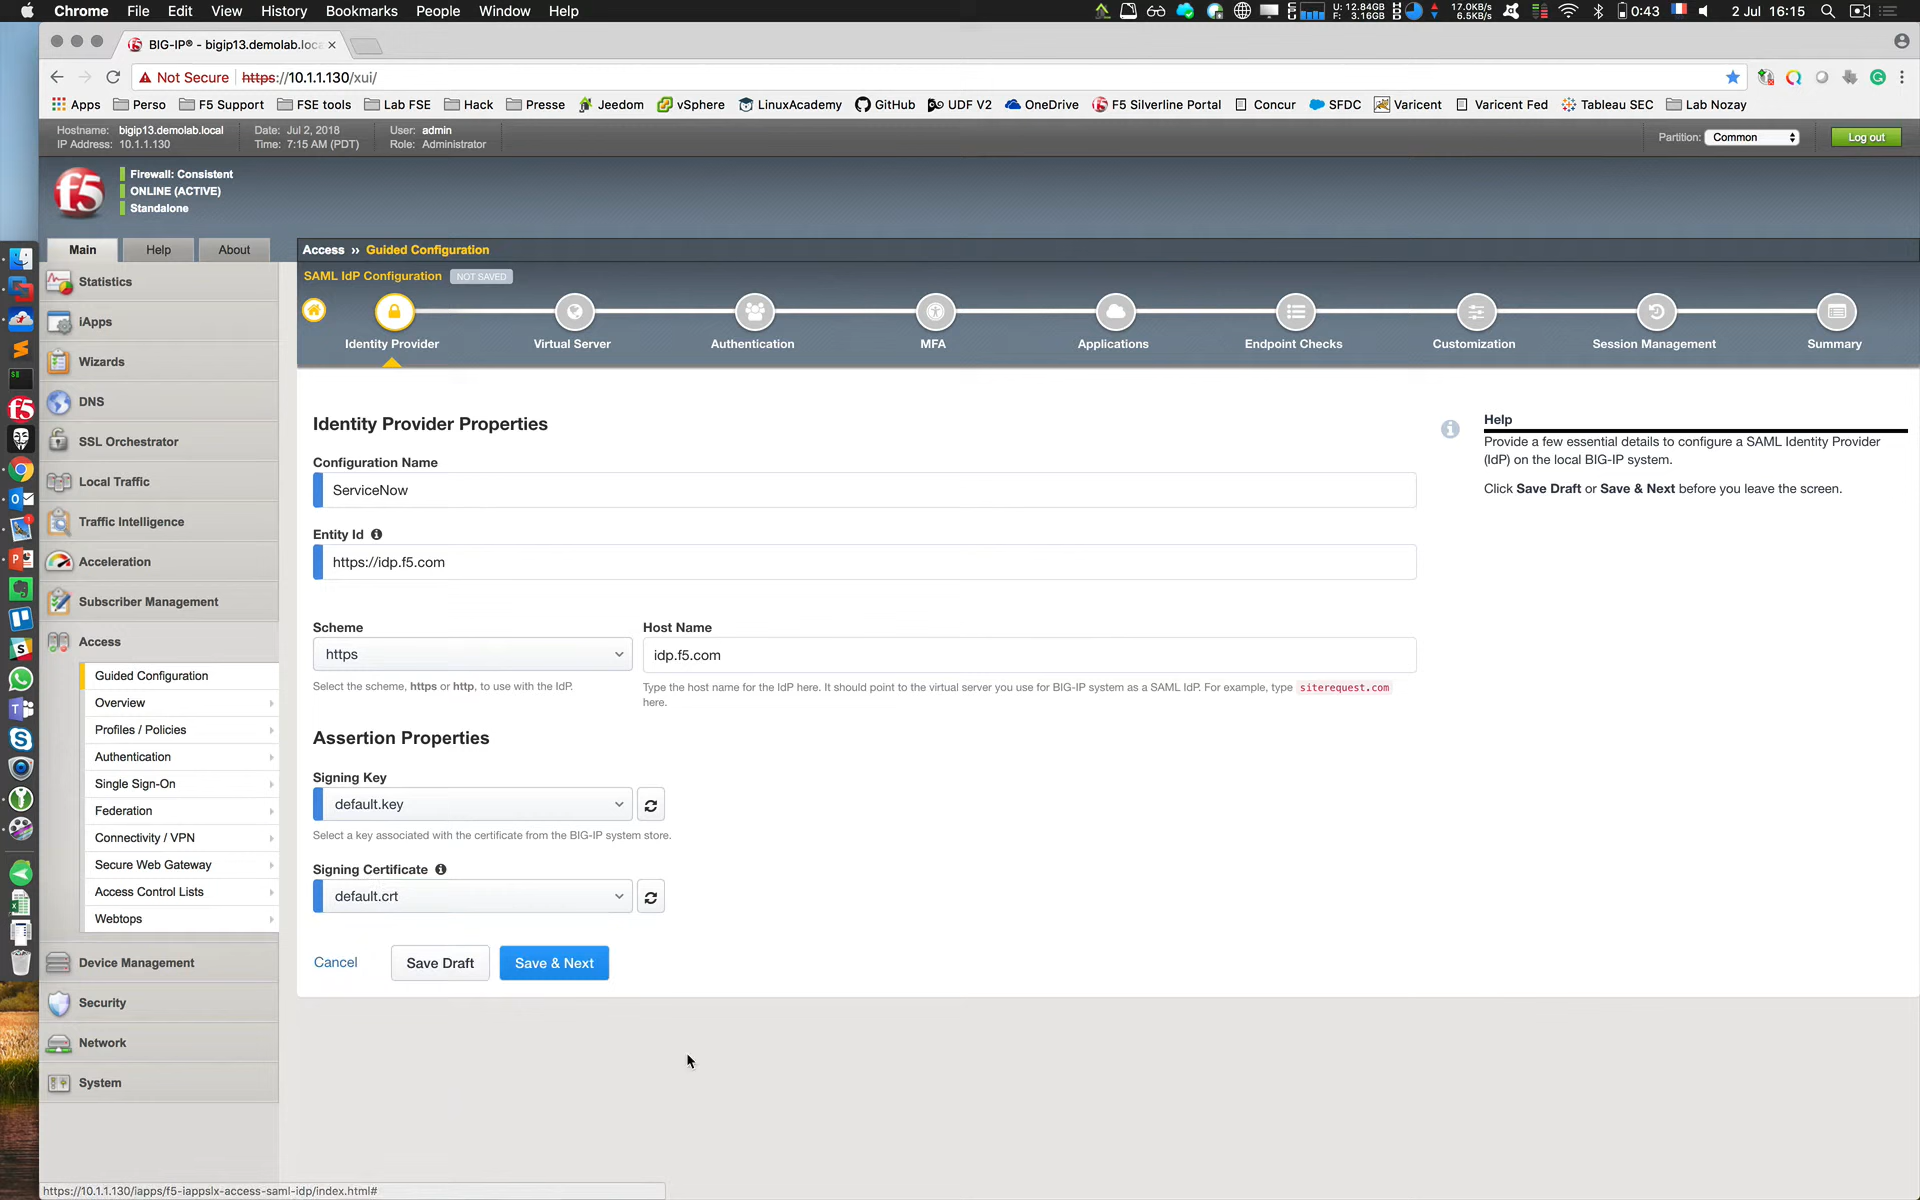 Chrome File Edit View History Bookmarks People Window Help
U: 12.84GB
F: 3.16GB
17.0KB/s
6.5KB/s
0:43
2 Jul 16:15
BIG-IP® - bigip13.demolab.loca
Not Secure https://10.1.1.130/xui/
Apps Perso F5 Support FSE tools Lab FSE Hack Presse Jeedom vSphere LinuxAcademy GitHub UDF V2 OneDrive F5 Silverline Portal Concur SFDC Varicent Varicent Fed Tableau SEC Lab Nozay
Hostname: bigip13.demolab.local Date: Jul 2, 2018 User: admin
IP Address: 10.1.1.130 Time: 7:15 AM (PDT) Role: Administrator
Partition: Common Log out
f5
Firewall: Consistent
ONLINE (ACTIVE)
Standalone
Main Help About
Access ›› Guided Configuration
SAML IdP Configuration NOT SAVED
Identity Provider Virtual Server Authentication MFA Applications Endpoint Checks Customization Session Management Summary
Statistics
iApps
Wizards
DNS
SSL Orchestrator
Local Traffic
Traffic Intelligence
Acceleration
Subscriber Management
Access
Guided Configuration
Overview
Profiles / Policies
Authentication
Single Sign-On
Federation
Connectivity / VPN
Secure Web Gateway
Access Control Lists
Webtops
Device Management
Security
Network
System
Identity Provider Properties
Configuration Name
ServiceNow
Entity Id
https://idp.f5.com
Scheme
https
Select the scheme, https or http, to use with the IdP.
Host Name
idp.f5.com
Type the host name for the IdP here. It should point to the virtual server you use for BIG-IP system as a SAML IdP. For example, type siterequest.com
here.
Assertion Properties
Signing Key
default.key
Select a key associated with the certificate from the BIG-IP system store.
Signing Certificate
default.crt
Cancel Save Draft Save & Next
Help
Provide a few essential details to configure a SAML Identity Provider
(IdP) on the local BIG-IP system.
Click Save Draft or Save & Next before you leave the screen.
https://10.1.1.130/iapps/f5-iappslx-access-saml-idp/index.html#